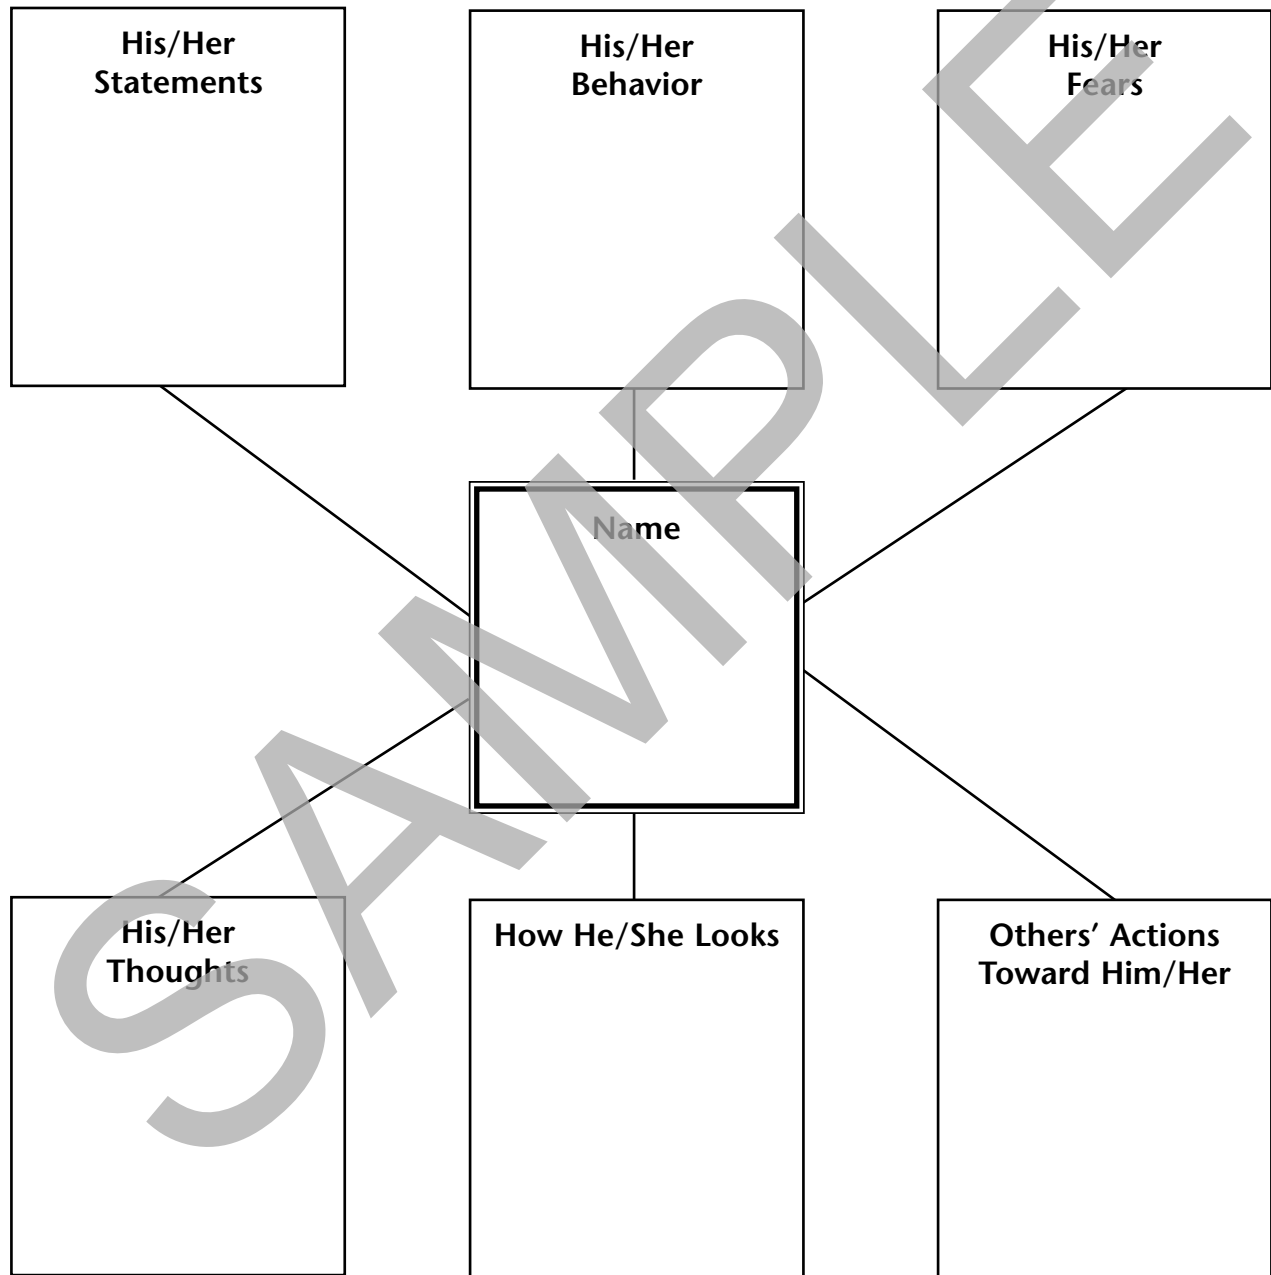 His/Her
Statements
His/Her
Behavior
His/Her
Fears
Name
His/Her
Thoughts
How He/She Looks
Others’ Actions
Toward Him/Her
SAMPLE